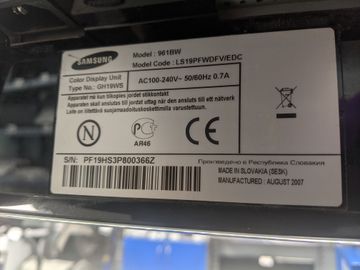 SAMSUNG
Model : 961BW
Model Code : LS19PFWDFV/EDC
Color Display Unit
Type No.: GH19WS
AC100-240V~ 50/60Hz 0.7A
Apparatet må kun tilkoples jordet stikkontakt
Apparaten skall anslutas till jordat uttag när den ansluts till ett nätverk.
Laite on liitettävä suojamaadoituskoskettimilla varustettuun
N
AR46
S/N: PF19HS3P800366Z
Произведено в Республика Словакия
MADE IN SLOVAKIA (SESK)
MANUFACTURED : AUGUST 2007